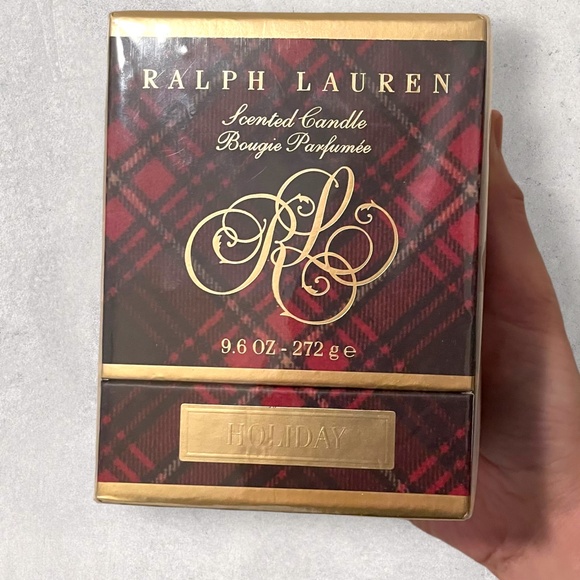 RALPH LAUREN
Scented Candle
Bougie Parfumée
RL
9.6 OZ - 272 g e
HOLIDAY